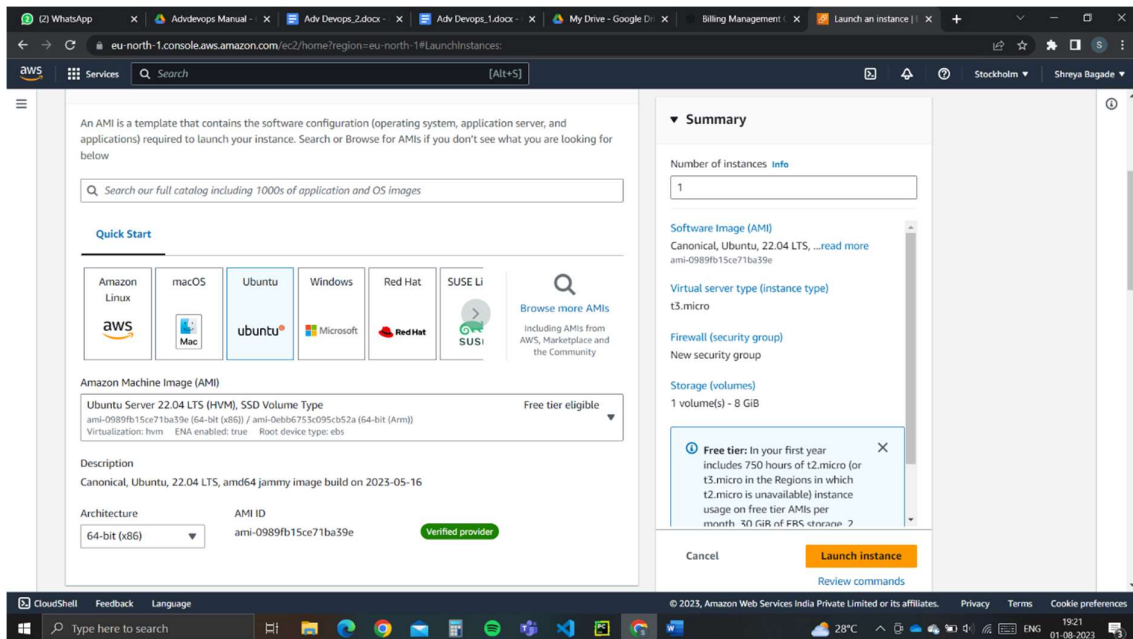 (2) WhatsApp
Advdevops Manual -
Adv Devops_2.docx -
Adv Devops_1.docx -
My Drive - Google Dri
Billing Management C
Launch an instance | E
eu-north-1.console.aws.amazon.com/ec2/home?region=eu-north-1#LaunchInstances:
S
aws
Services
Search
[Alt+S]
Stockholm
Shreya Bagade
An AMI is a template that contains the software configuration (operating system, application server, and
applications) required to launch your instance. Search or Browse for AMIs if you don't see what you are looking for
below
Search our full catalog including 1000s of application and OS images
Quick Start
Amazon
Linux
aws
macOS
Mac
Ubuntu
ubuntu
Windows
Microsoft
Red Hat
Red Hat
SUSE Li
SUS
Browse more AMIs
Including AMIs from
AWS, Marketplace and
the Community
Amazon Machine Image (AMI)
Ubuntu Server 22.04 LTS (HVM), SSD Volume Type
Free tier eligible
ami-0989fb15ce71ba39e (64-bit (x86)) / ami-0ebb6753c095cb52a (64-bit (Arm))
Virtualization: hvm ENA enabled: true Root device type: ebs
Description
Canonical, Ubuntu, 22.04 LTS, amd64 jammy image build on 2023-05-16
Architecture
64-bit (x86)
AMI ID
ami-0989fb15ce71ba39e
Verified provider
Summary
Number of instances Info
1
Software Image (AMI)
Canonical, Ubuntu, 22.04 LTS, ...read more
ami-0989fb15ce71ba39e
Virtual server type (instance type)
t3.micro
Firewall (security group)
New security group
Storage (volumes)
1 volume(s) - 8 GiB
Free tier: In your first year
includes 750 hours of t2.micro (or
t3.micro in the Regions in which
t2.micro is unavailable) instance
usage on free tier AMIs per
month, 30 GiB of EBS storage, 2
Cancel
Launch instance
Review commands
CloudShell
Feedback
Language
© 2023, Amazon Web Services India Private Limited or its affiliates.
Privacy
Terms
Cookie preferences
Type here to search
28°C
ENG
19:21
01-08-2023
3